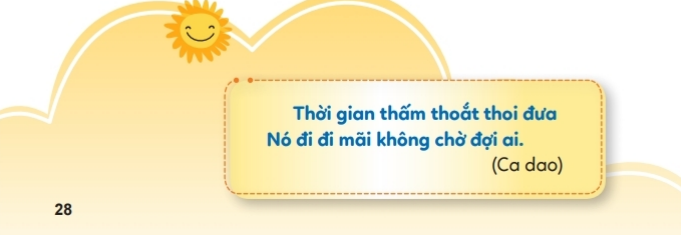 Thời gian thấm thoắt thoi đưa
Nó đi đi mãi không chờ đợi ai.
(Ca dao)
28